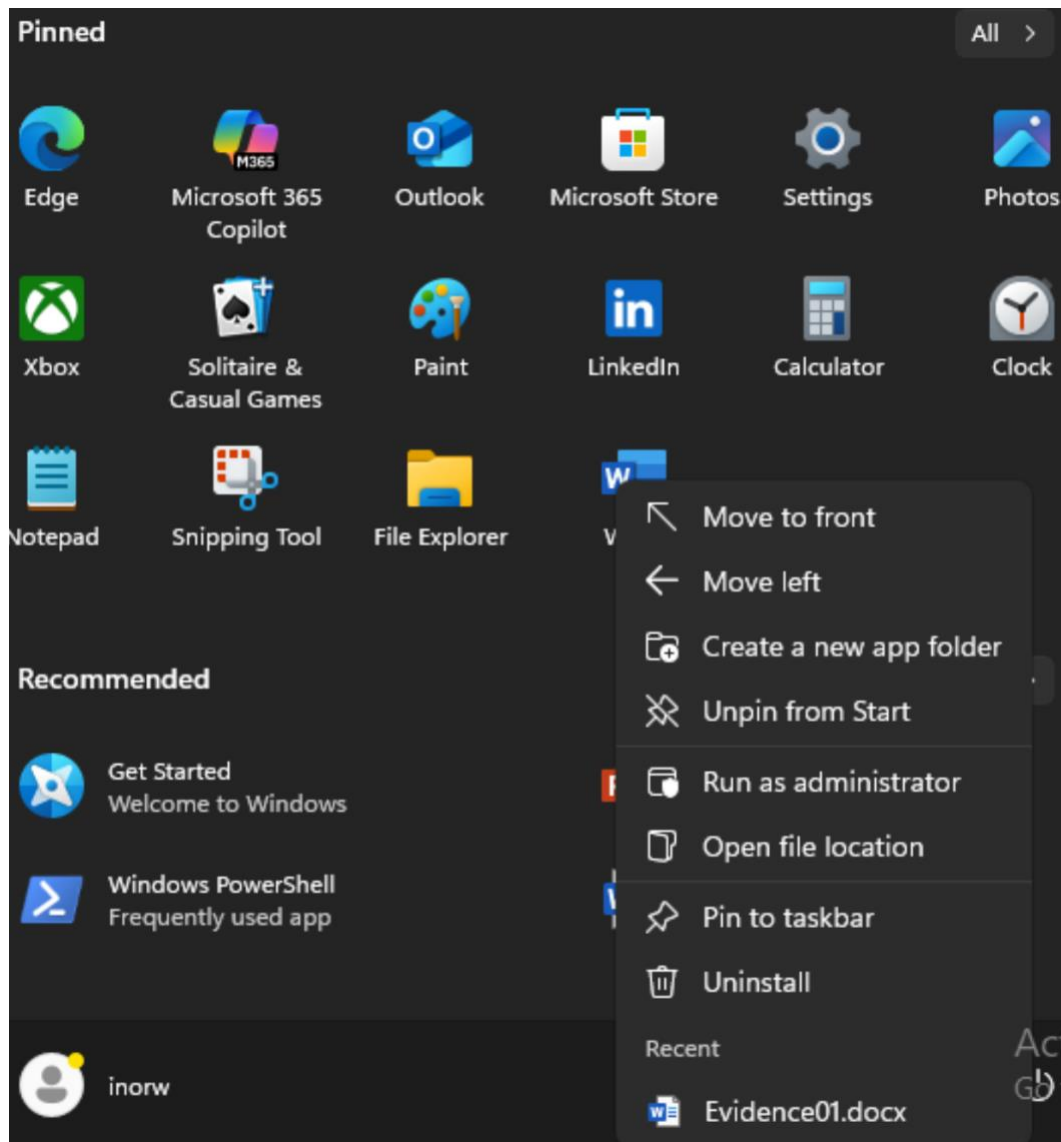 Pinned
All
Edge
Microsoft 365
Copilot
Outlook
Microsoft Store
Settings
Photos
Xbox
Solitaire &
Casual Games
Paint
LinkedIn
Calculator
Clock
Notepad
Snipping Tool
File Explorer
Move to front
Move left
Create a new app folder
Unpin from Start
Run as administrator
Open file location
Pin to taskbar
Uninstall
Recent
Evidence01.docx
Recommended
Get Started
Welcome to Windows
Windows PowerShell
Frequently used app
inorw